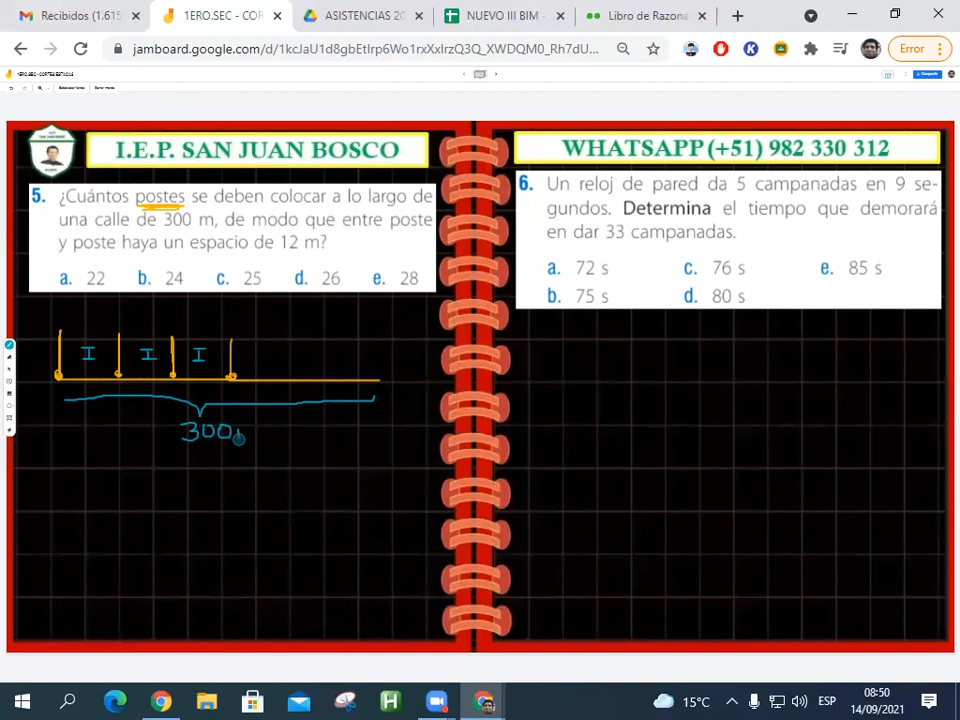 Recibidos (1.615
1ERO.SEC - COR
ASISTENCIAS 20
NUEVO III BIM -
Libro de Razona
jamboard.google.com/d/1kcJaU1d8gbEtIrp6Wo1rxXxlrzQ3Q_XWDQM0_Rh7dU...
Error
I.E.P. SAN JUAN BOSCO
5. ¿Cuántos postes se deben colocar a lo largo de
una calle de 300 m, de modo que entre poste
y poste haya un espacio de 12 m?
a. 22 b. 24 c. 25 d. 26 e. 28
I I I
300
WHATSAPP (+51) 982 330 312
6. Un reloj de pared da 5 campanadas en 9 se-
gundos. Determina el tiempo que demorará
en dar 33 campanadas.
a. 72 s c. 76 s e. 85 s
b. 75 s d. 80 s
15°C
ESP
08:50
14/09/2021